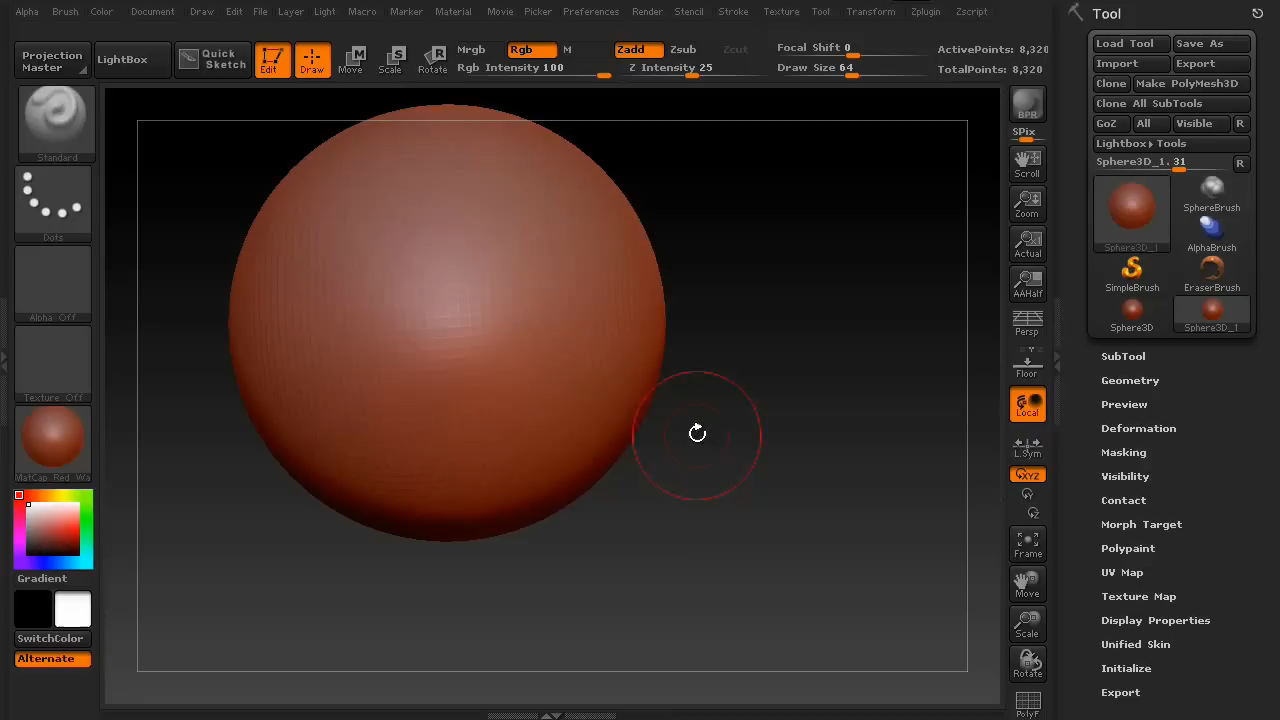 Alpha Brush Color Document Draw Edit File Layer Light Macro Marker Material Movie Picker Preferences Render Stencil Stroke Texture Tool Transform Zplugin Zscript
Tool
Projection Master
LightBox
Quick Sketch
Edit
Draw
Move
Scale
Rotate
Mrgb Rgb M
Rgb Intensity 100
Zadd Zsub Zcut
Z Intensity 25
Focal Shift 0
Draw Size 64
ActivePoints: 8,320
TotalPoints: 8,320
Standard
Dots
Alpha Off
Texture Off
MatCap Red Wa
Gradient
SwitchColor
Alternate
BPR
SPix
Scroll
Zoom
Actual
AAHalf
Persp
Floor
Local
L.Sym
XYZ
Frame
Move
Scale
Rotate
PolyF
Load Tool Save As
Import Export
Clone Make PolyMesh3D
Clone All SubTools
GoZ All Visible R
Lightbox▸Tools
Sphere3D_1. 31 R
Sphere3D_1
SphereBrush
AlphaBrush
SimpleBrush
EraserBrush
Sphere3D
Sphere3D_1
SubTool
Geometry
Preview
Deformation
Masking
Visibility
Contact
Morph Target
Polypaint
UV Map
Texture Map
Display Properties
Unified Skin
Initialize
Export